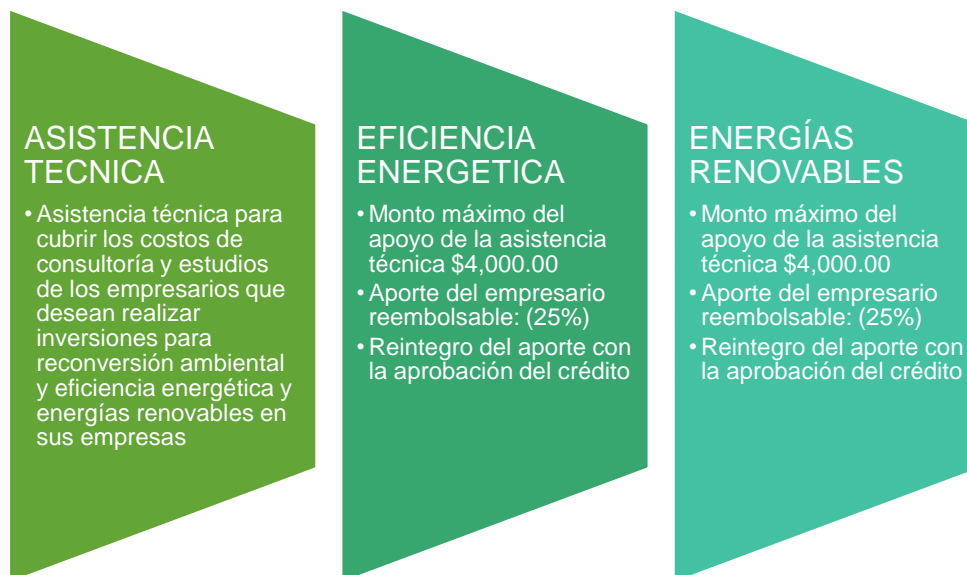 ASISTENCIA
TECNICA
• Asistencia técnica para
cubrir los costos de
consultoría y estudios
de los empresarios que
desean realizar
inversiones para
reconversión ambiental
y eficiencia energética y
energías renovables en
sus empresas
EFICIENCIA
ENERGETICA
• Monto máximo del
apoyo de la asistencia
técnica $4,000.00
• Aporte del empresario
reembolsable: (25%)
• Reintegro del aporte con
la aprobación del crédito
ENERGÍAS
RENOVABLES
• Monto máximo del
apoyo de la asistencia
técnica $4,000.00
• Aporte del empresario
reembolsable: (25%)
• Reintegro del aporte con
la aprobación del crédito